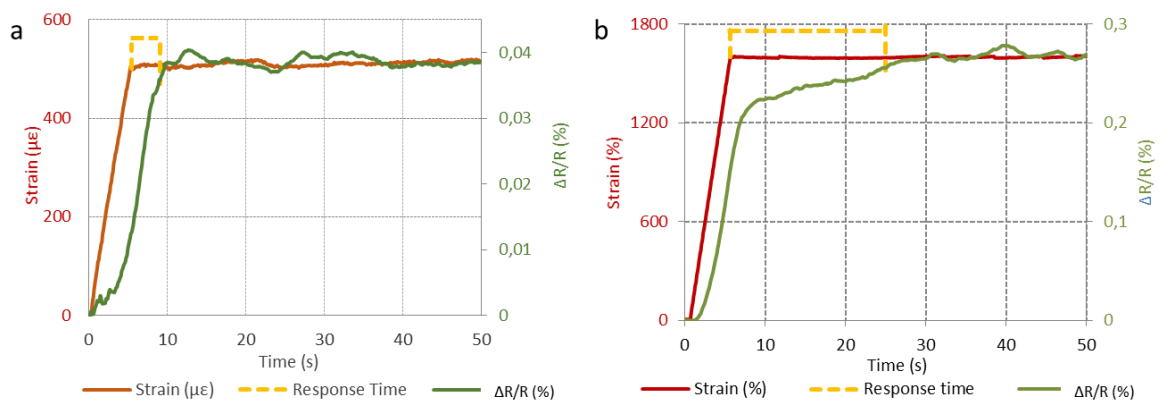 a
600
400
200
0
Strain (µε)
0,04
0,03
0,01
0
ΔR/R (%)
0 10 20 30 40 50
Time (s)
Strain (µε) Response Time ΔR/R (%)
b
1800
1200
600
0
Strain (%)
0,3
0,2
0,1
0
ΔR/R (%)
0 10 20 30 40 50
Time (s)
Strain (%) Response time ΔR/R (%)